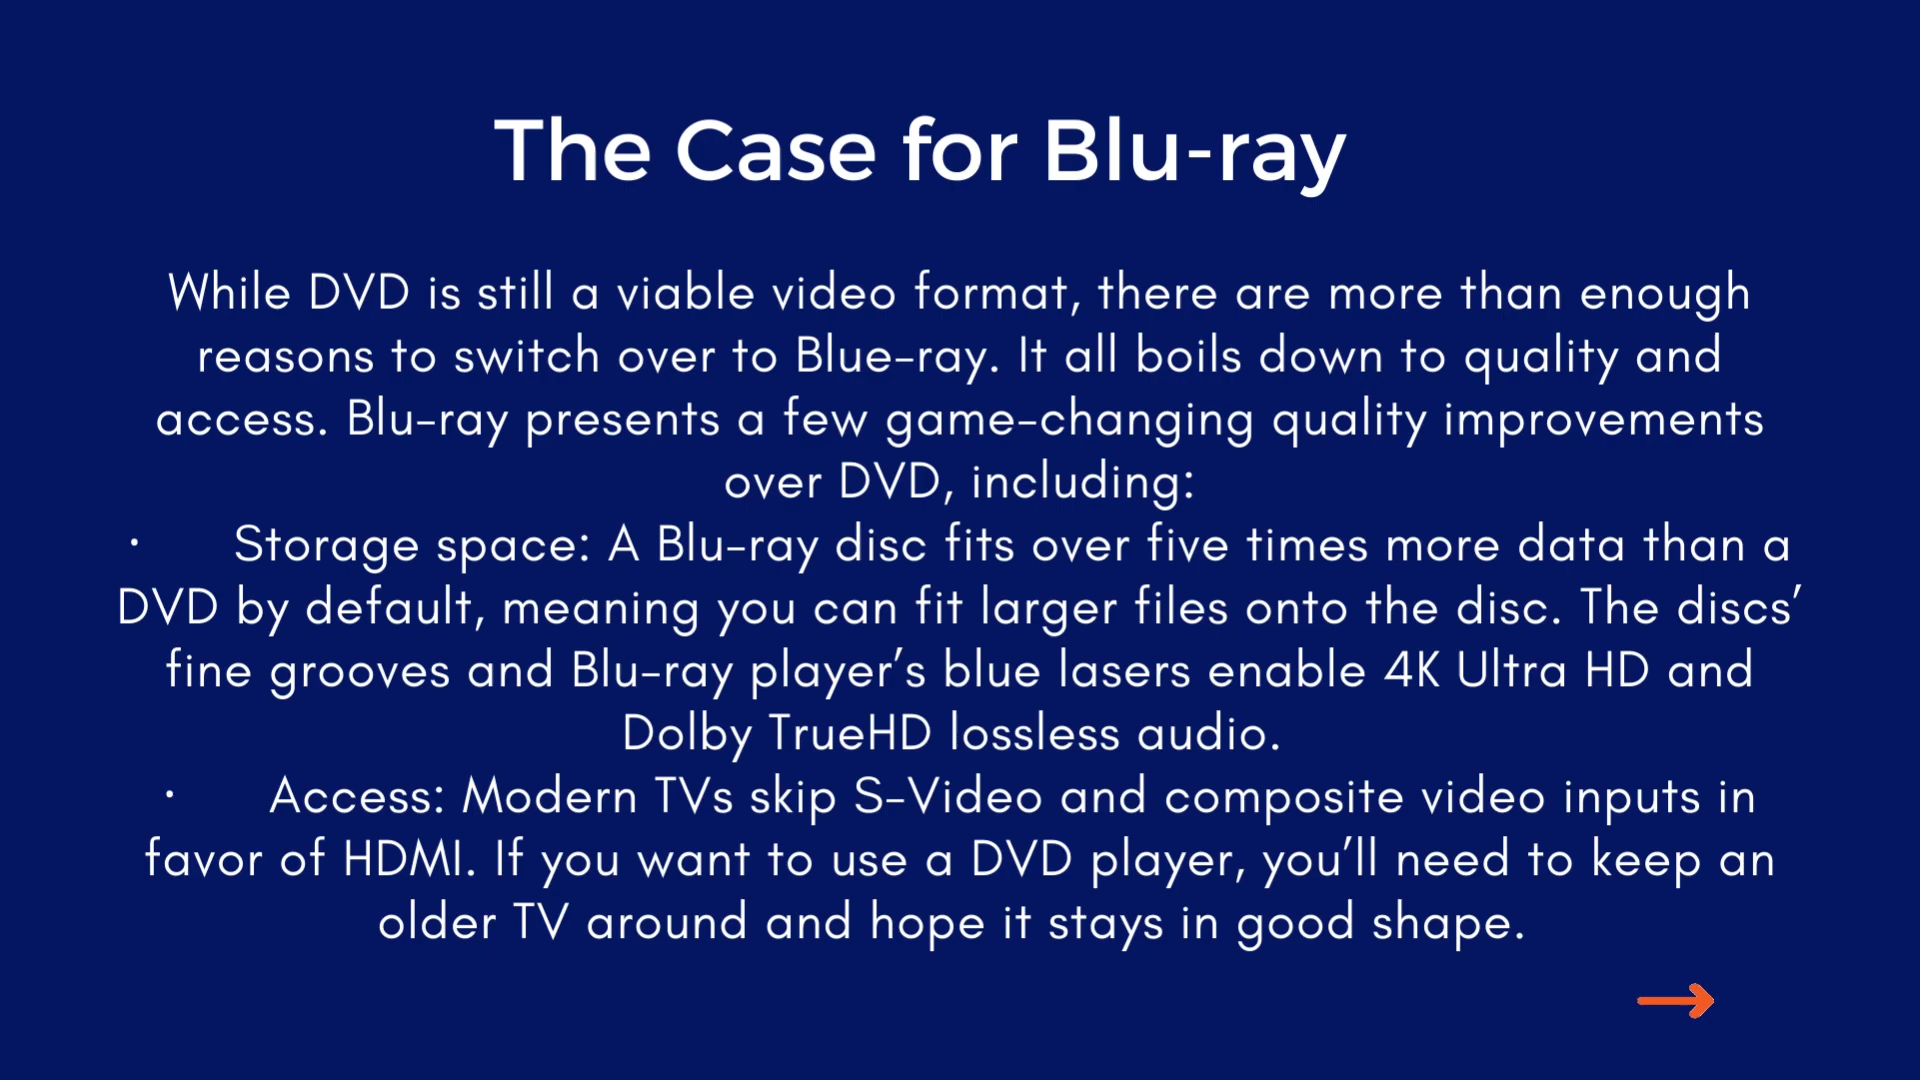 The Case for Blu-ray
While DVD is still a viable video format, there are more than enough
reasons to switch over to Blue-ray. It all boils down to quality and
access. Blu-ray presents a few game-changing quality improvements
over DVD, including:
· Storage space: A Blu-ray disc fits over five times more data than a
DVD by default, meaning you can fit larger files onto the disc. The discs’
fine grooves and Blu-ray player’s blue lasers enable 4K Ultra HD and
Dolby TrueHD lossless audio.
· Access: Modern TVs skip S-Video and composite video inputs in
favor of HDMI. If you want to use a DVD player, you’ll need to keep an
older TV around and hope it stays in good shape.